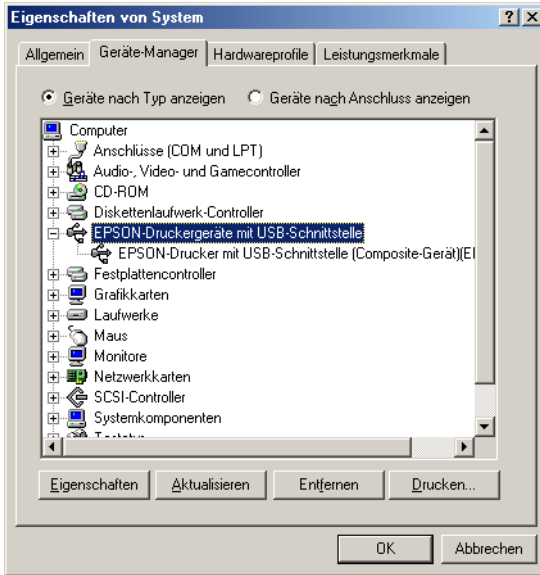 Eigenschaften von System
Allgemein Geräte-Manager Hardwareprofile Leistungsmerkmale
Geräte nach Typ anzeigen Geräte nach Anschluss anzeigen
Computer
Anschlüsse (COM und LPT)
Audio-, Video- und Gamecontroller
CD-ROM
Diskettenlaufwerk-Controller
EPSON-Druckergeräte mit USB-Schnittstelle
EPSON-Drucker mit USB-Schnittstelle (Composite-Gerät)(EI
Festplattencontroller
Grafikkarten
Laufwerke
Maus
Monitore
Netzwerkkarten
SCSI-Controller
Systemkomponenten
Eigenschaften Aktualisieren Entfernen Drucken...
OK Abbrechen